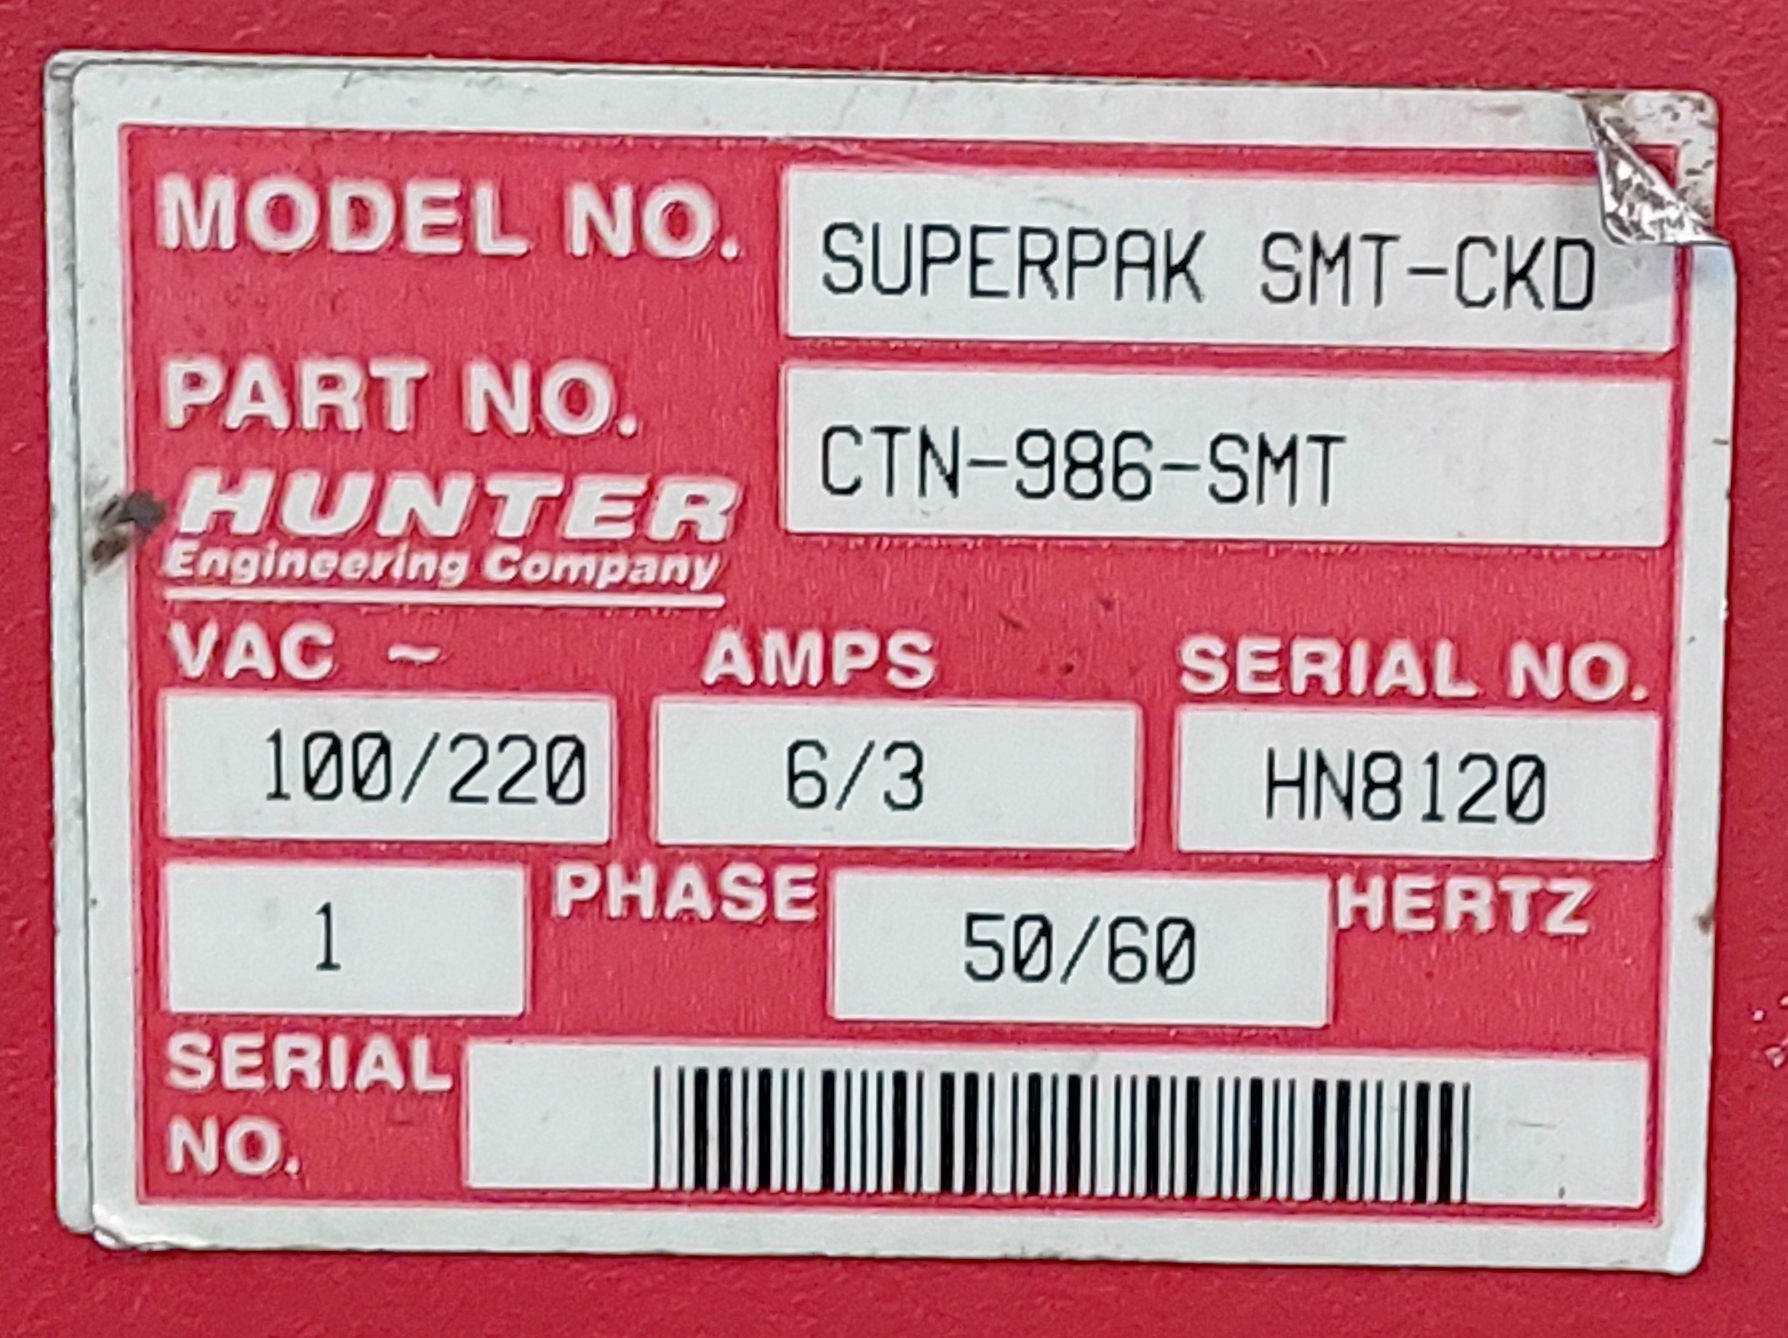 MODEL NO. SUPERPAK SMT-CKD
PART NO. CTN-986-SMT
HUNTER
Engineering Company
VAC ~ AMPS SERIAL NO.
100/220 6/3 HN8120
1 PHASE 50/60 HERTZ
SERIAL
NO.